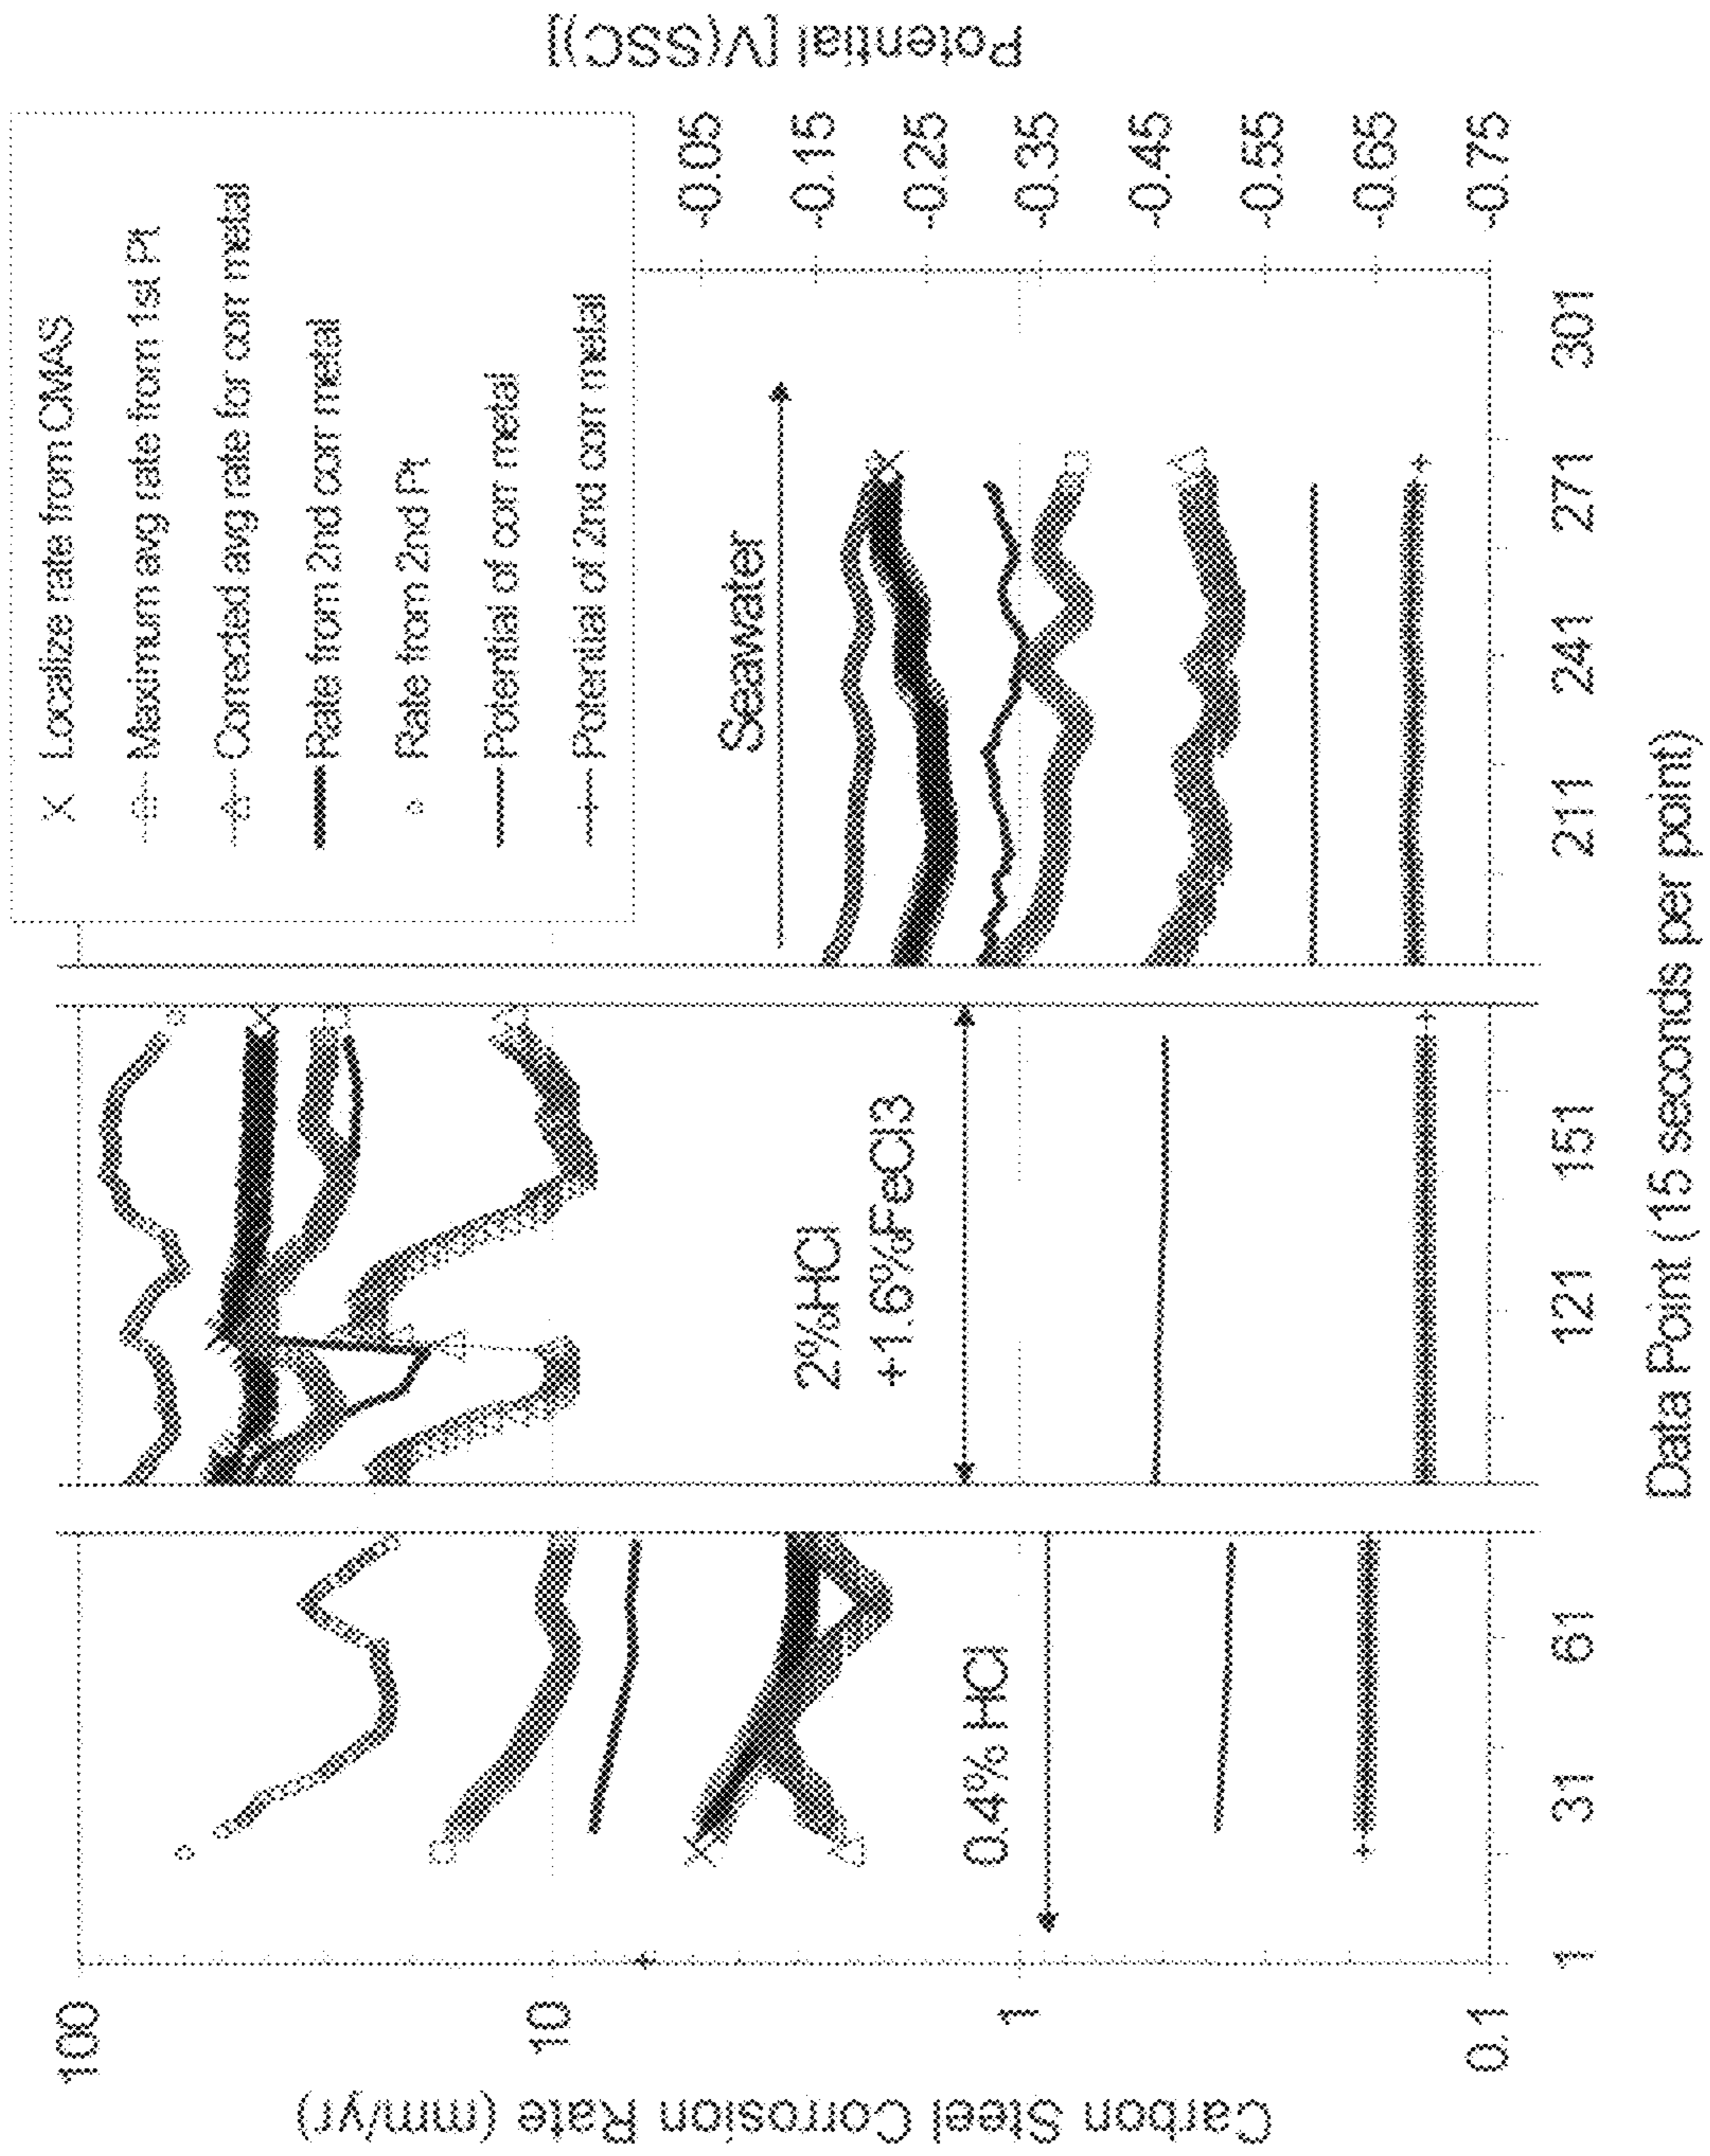 Carbon Steel Corrosion Rate (mm/yr)
100
10
1
0.1
Localize rate from CMAS
Maximum avg rate from 1st Pt
Corrected avg rate for corr metal
Rate from 2nd corr metal
Rate from 2nd Pt
Potential of corr metal
Potential of 2nd corr metal
0.4% HCl
2%HCl
+1.6%FeCl3
Seawater
-0.05
-0.15
-0.25
-0.35
-0.45
-0.55
-0.65
-0.75
Potential [V(SSC)]
1 31 61 121 151 211 241 271 301
Data Point (15 seconds per point)